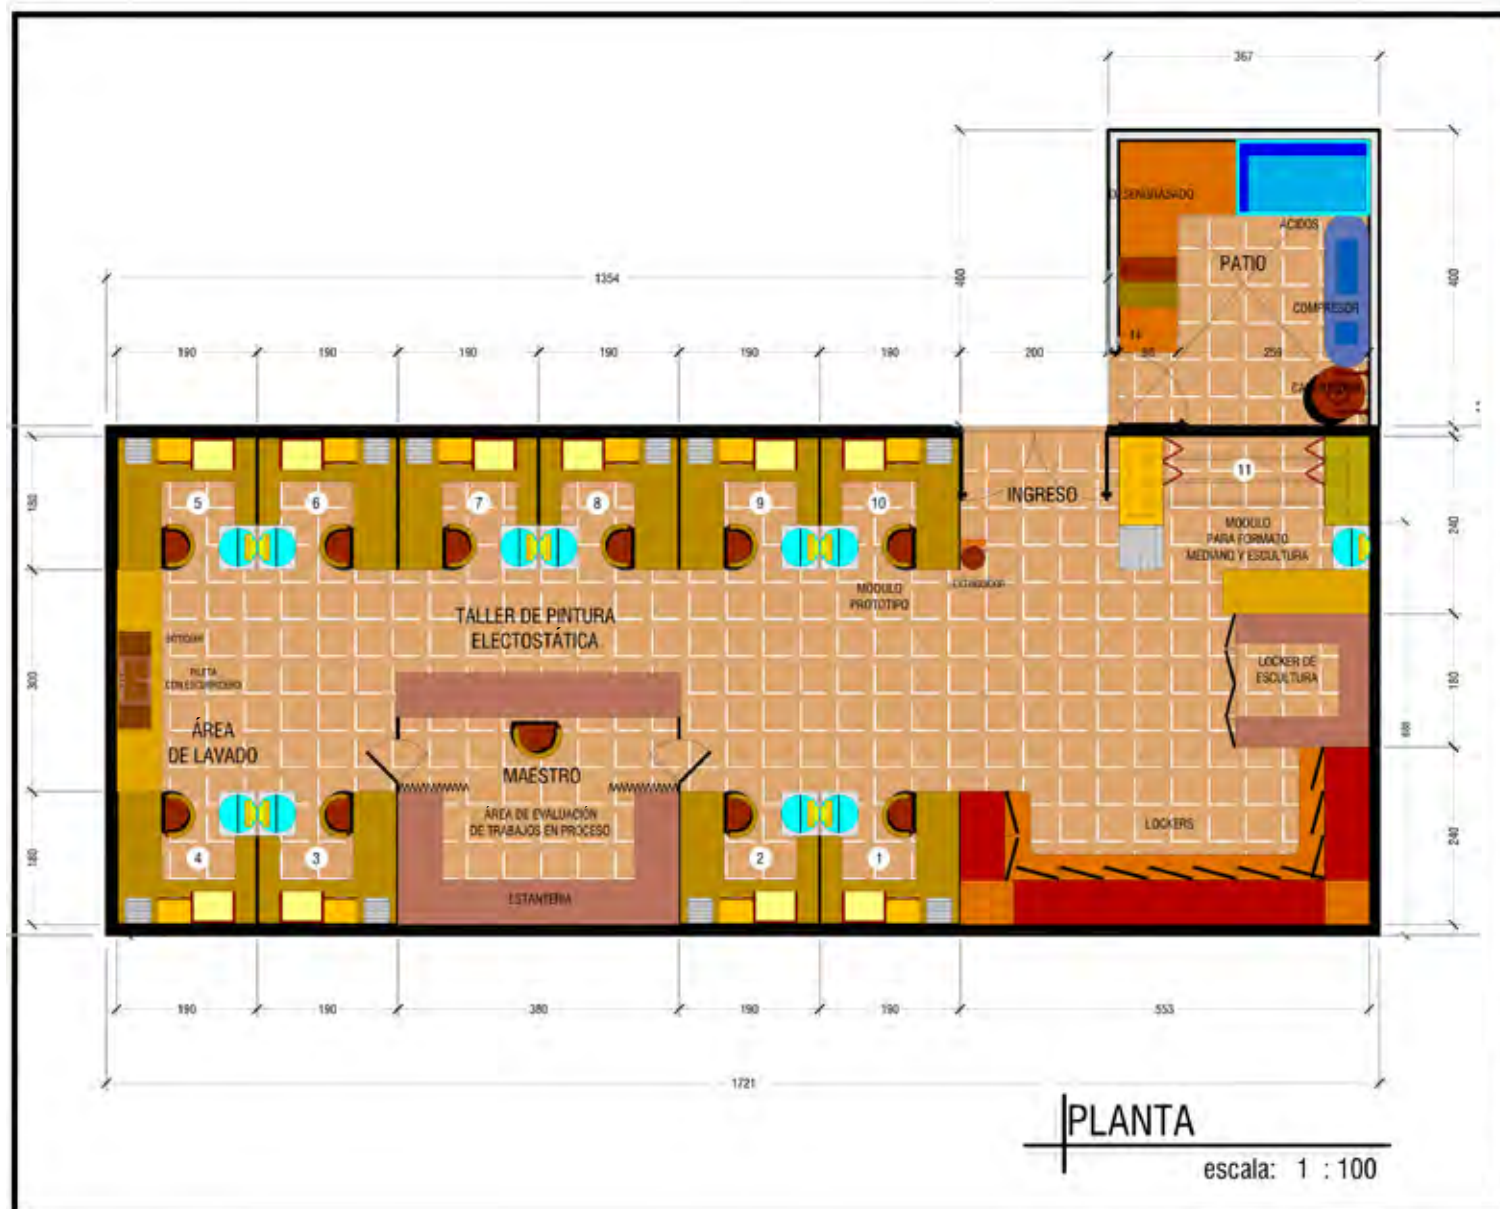 367
DESENGRASADO
ACIDOS
PATIO
1354
400
400
COMPRESOR
190
190
190
190
190
190
200
259
5
6
7
8
9
10
INGRESO
11
180
240
MODULO
PARA FORMATO
MEDIANO Y ESCULTURA
MODULO
PROTOTIPO
TALLER DE PINTURA
ELECTOSTÁTICA
300
LOCKER DE
ESCULTURA
180
ÁREA
DE LAVADO
MAESTRO
ÁREA DE EVALUACIÓN
DE TRABAJOS EN PROCESO
LOCKERS
180
4
3
2
1
240
ESTANTERIA
190
190
380
190
190
553
1721
PLANTA
escala: 1 : 100